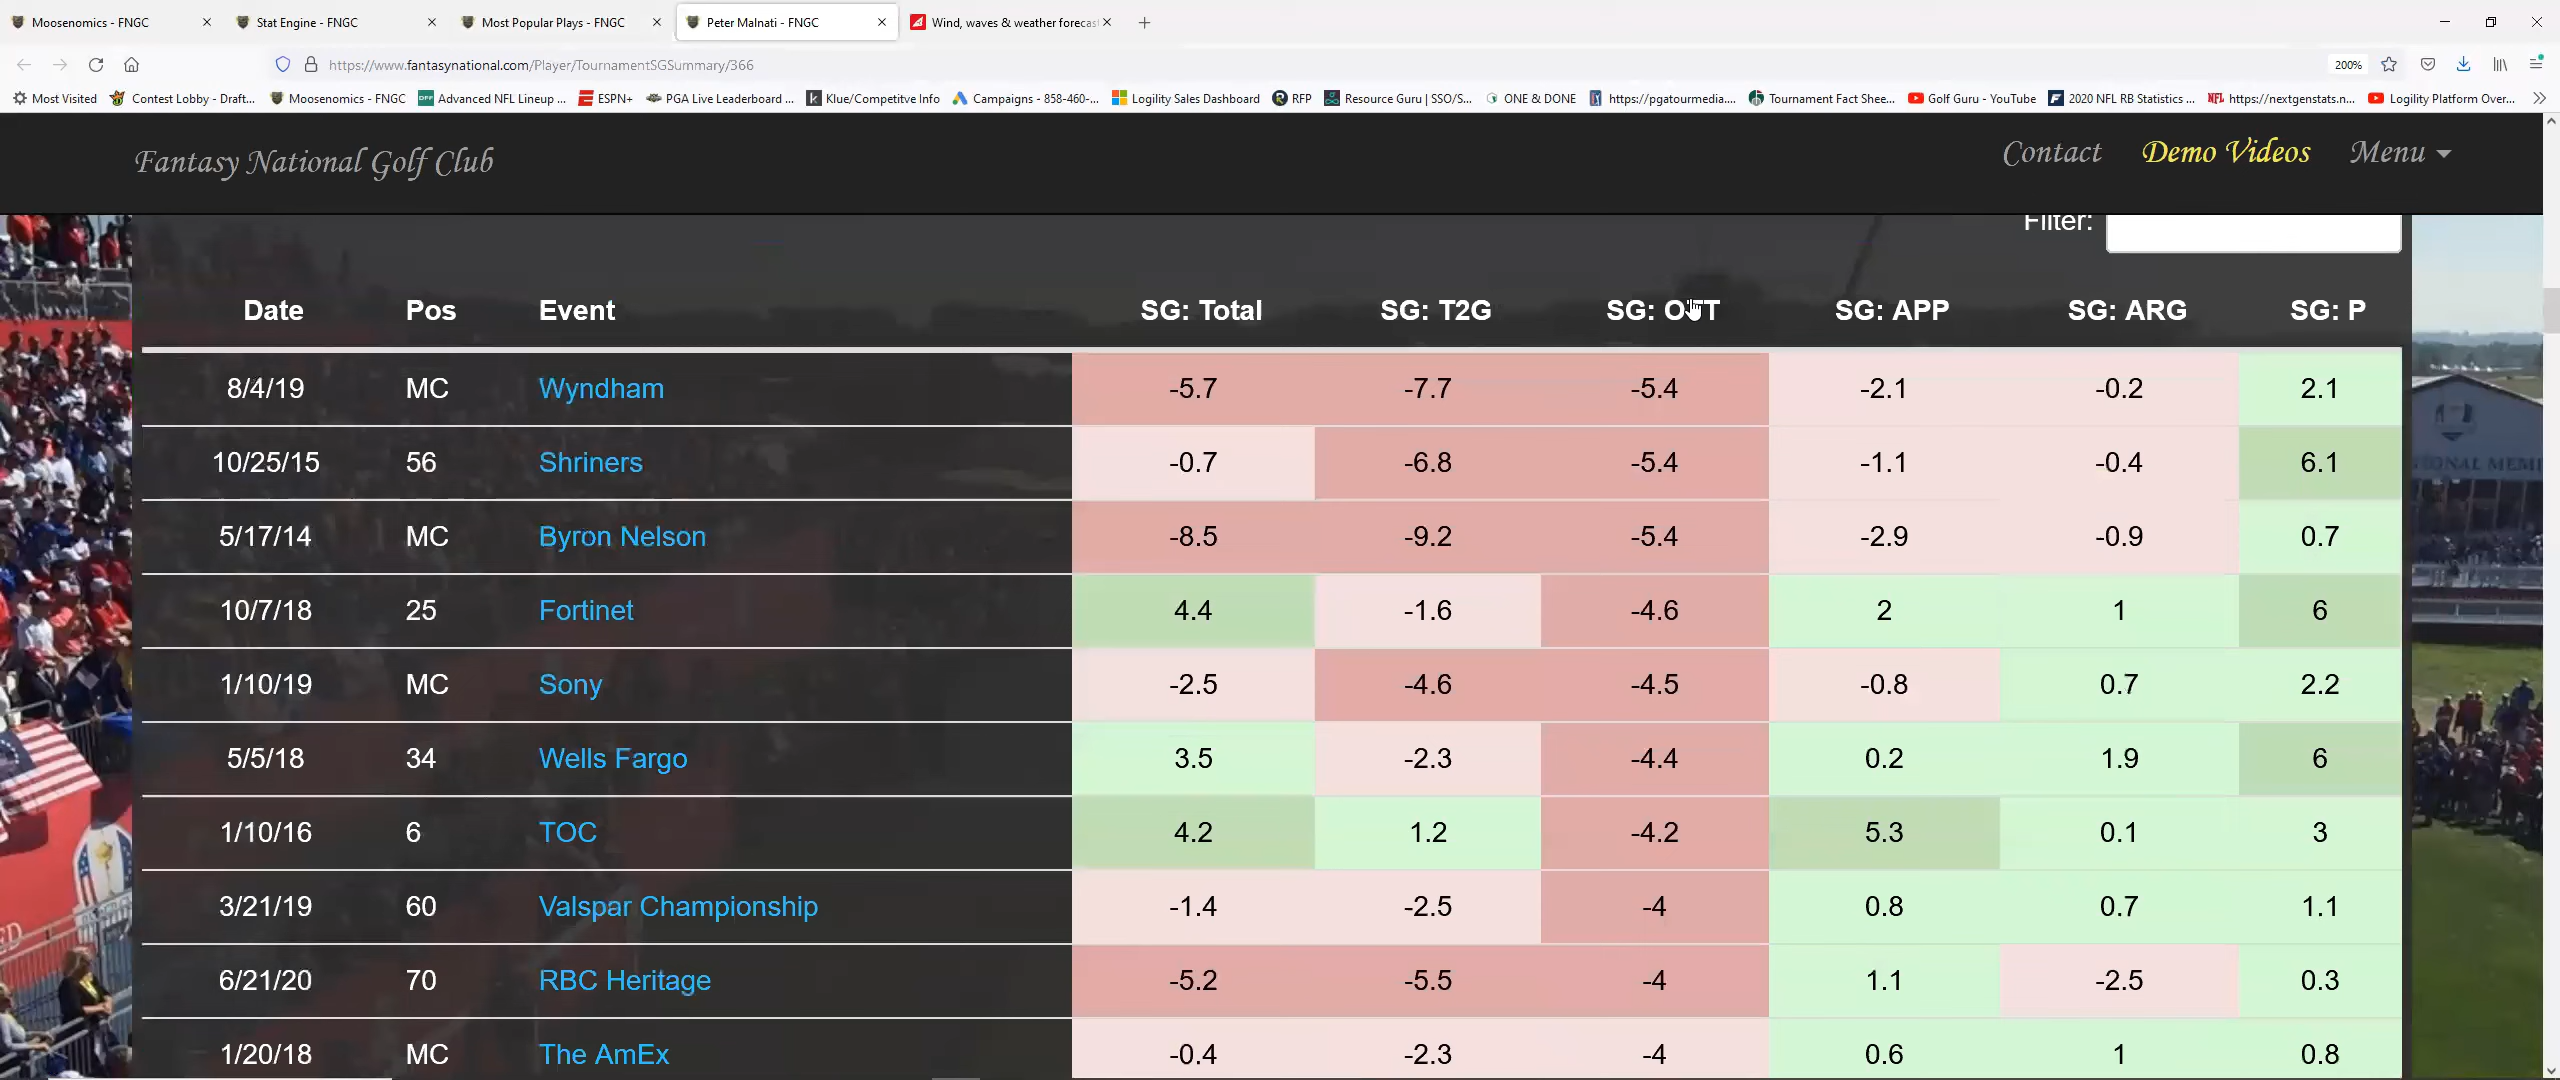 Moosenomics - FNGC
Stat Engine - FNGC
Most Popular Plays - FNGC
Peter Malnati - FNGC
Wind, waves & weather forecas
https://www.fantasynational.com/Player/TournamentSGSummary/366
200%
Most Visited
Contest Lobby - Draft...
Moosenomics - FNGC
Advanced NFL Lineup ...
ESPN+
PGA Live Leaderboard ...
Klue/Competitve Info
Campaigns - 858-460-...
Logility Sales Dashboard
RFP
Resource Guru | SSO/S...
ONE & DONE
https://pgatourmedia....
Tournament Fact Shee...
Golf Guru - YouTube
2020 NFL RB Statistics ...
https://nextgenstats.n...
Logility Platform Over...
Fantasy National Golf Club
Contact Demo Videos Menu
Filter:
Date Pos Event SG: Total SG: T2G SG: OTT SG: APP SG: ARG SG: P
8/4/19 MC Wyndham -5.7 -7.7 -5.4 -2.1 -0.2 2.1
10/25/15 56 Shriners -0.7 -6.8 -5.4 -1.1 -0.4 6.1
5/17/14 MC Byron Nelson -8.5 -9.2 -5.4 -2.9 -0.9 0.7
10/7/18 25 Fortinet 4.4 -1.6 -4.6 2 1 6
1/10/19 MC Sony -2.5 -4.6 -4.5 -0.8 0.7 2.2
5/5/18 34 Wells Fargo 3.5 -2.3 -4.4 0.2 1.9 6
1/10/16 6 TOC 4.2 1.2 -4.2 5.3 0.1 3
3/21/19 60 Valspar Championship -1.4 -2.5 -4 0.8 0.7 1.1
6/21/20 70 RBC Heritage -5.2 -5.5 -4 1.1 -2.5 0.3
1/20/18 MC The AmEx -0.4 -2.3 -4 0.6 1 0.8